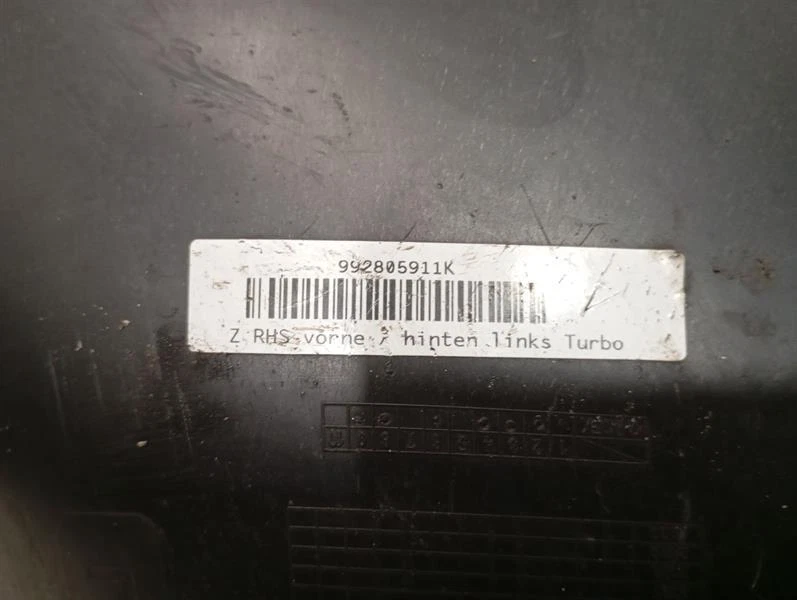 992805911K
Z RHS vorne / hinten links Turbo